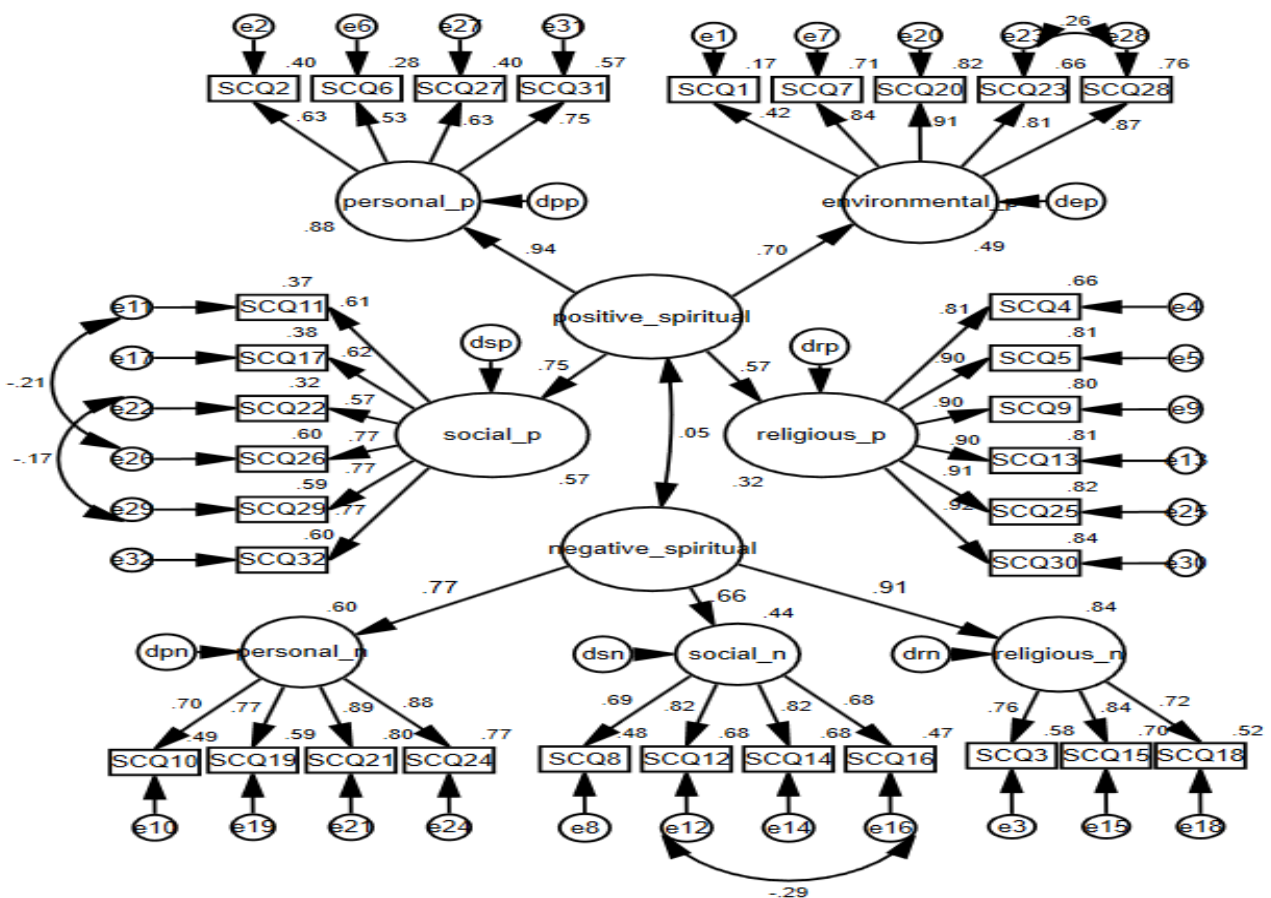 e2 e6 e27 e31 e1 e7 e20 e23 .26 e28
.40 .28 .40 .57 .17 .71 .82 .66 .76
SCQ2 SCQ6 SCQ27 SCQ31 SCQ1 SCQ7 SCQ20 SCQ23 SCQ28
.63 .53 .63 .75 .42 .84 .91 .81 .87
personal_p dpp environmental_p dep
.88 .49
.94 .70
.37 .66
e11 SCQ11 .61 positive_spiritual .81 SCQ4 e4
.38 .81
e17 SCQ17 .62 dsp drp .90 SCQ5 e5
-.21 .32 .75 .57 .80
e22 SCQ22 .57 .90 SCQ9 e9
.60 .77 social_p .05 religious_p .90 .81
-.17 e26 SCQ26 SCQ13 e13
.59 .77 .57 .32 .91 .82
e29 SCQ29 .77 .92 SCQ25 e25
.60 .84
e32 SCQ32 negative_spiritual SCQ30 e30
.77 .66 .91
.60 .44 .84
dpn personal_n dsn social_n drn religious_n
.70 .77 .89 .88 .69 .82 .82 .68 .76 .84 .72
.49 .59 .80 .77 .48 .68 .68 .47 .58 .70 .52
SCQ10 SCQ19 SCQ21 SCQ24 SCQ8 SCQ12 SCQ14 SCQ16 SCQ3 SCQ15 SCQ18
e10 e19 e21 e24 e8 e12 e14 e16 e3 e15 e18
-.29